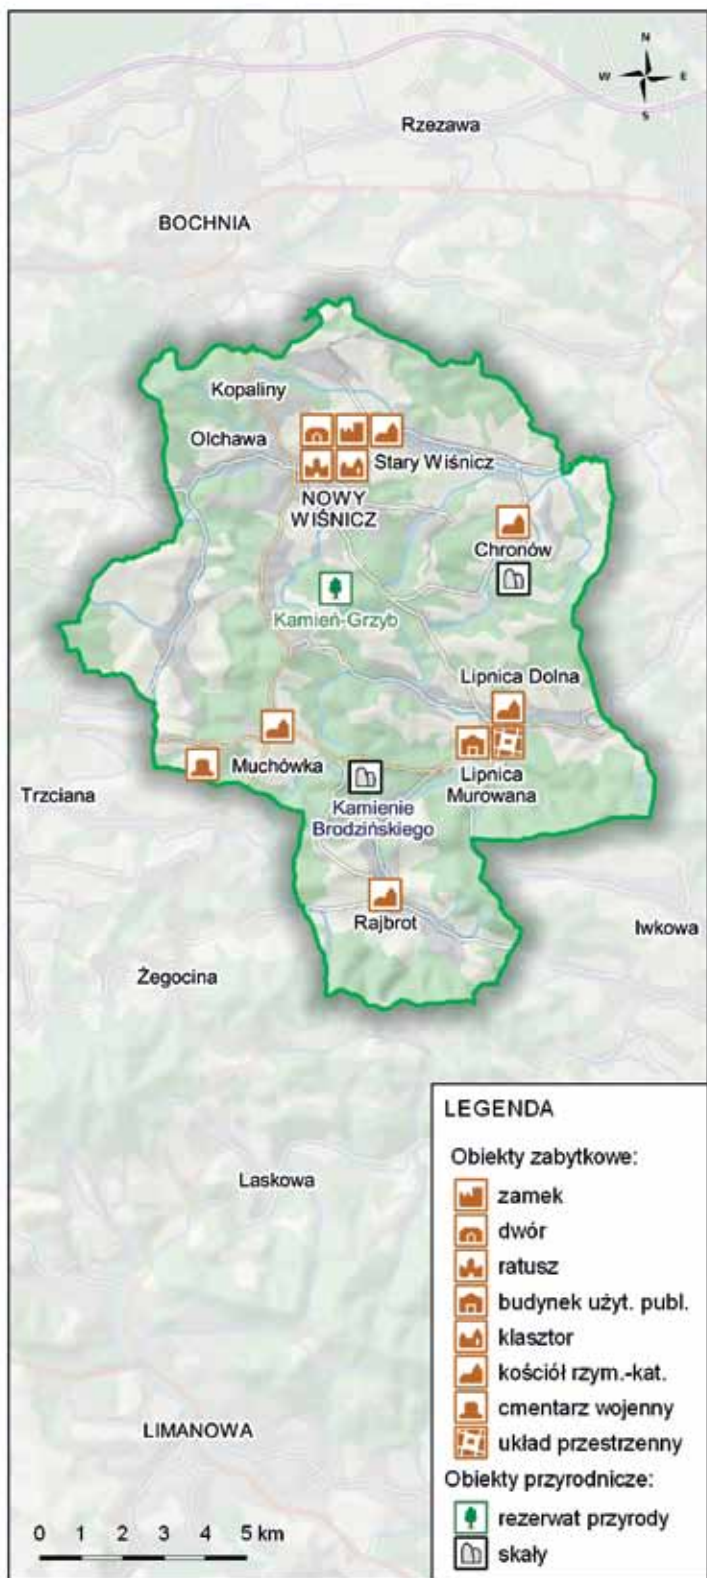 N
W E
S
Rzezawa
BOCHNIA
Kopaliny
Olchawa
Stary Wiśnicz
NOWY
WIŚNICZ
Chronów
Kamień-Grzyb
Lipnica Dolna
Muchówka
Lipnica
Murowana
Trzciana
Kamienie
Brodzińskiego
Rajbrot
Iwkowa
Żegocina
Laskowa
LIMANOWA
0 1 2 3 4 5 km
LEGENDA
Obiekty zabytkowe:
zamek
dwór
ratusz
budynek użyt. publ.
klasztor
kościół rzym.-kat.
cmentarz wojenny
układ przestrzenny
Obiekty przyrodnicze:
rezerwat przyrody
skały